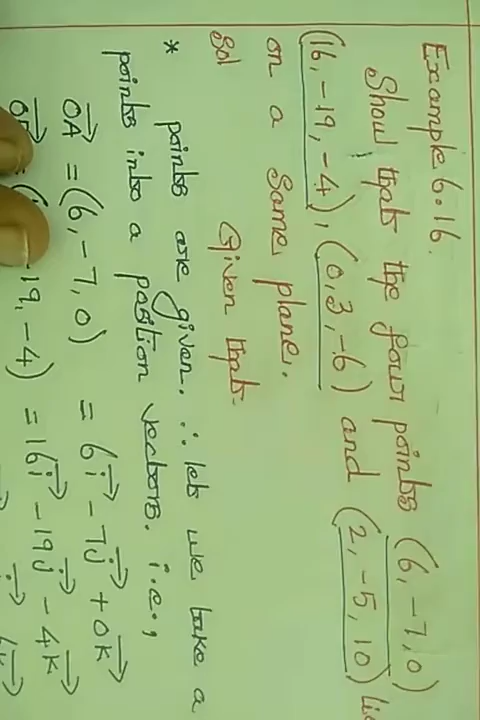 Example 6.16.
Show that the four points (6, -7, 0)
(16, -19, -4), (0, 3, -6) and (2, -5, 10)
on a same plane.
Sol Given that
* points are given. ∴ let we take a
points into a position vectors. i.e.,
OA⃗ = (6, -7, 0) = 6i⃗ - 7j⃗ + 0k⃗
19, -4) = 16i⃗ - 19j⃗ - 4k⃗